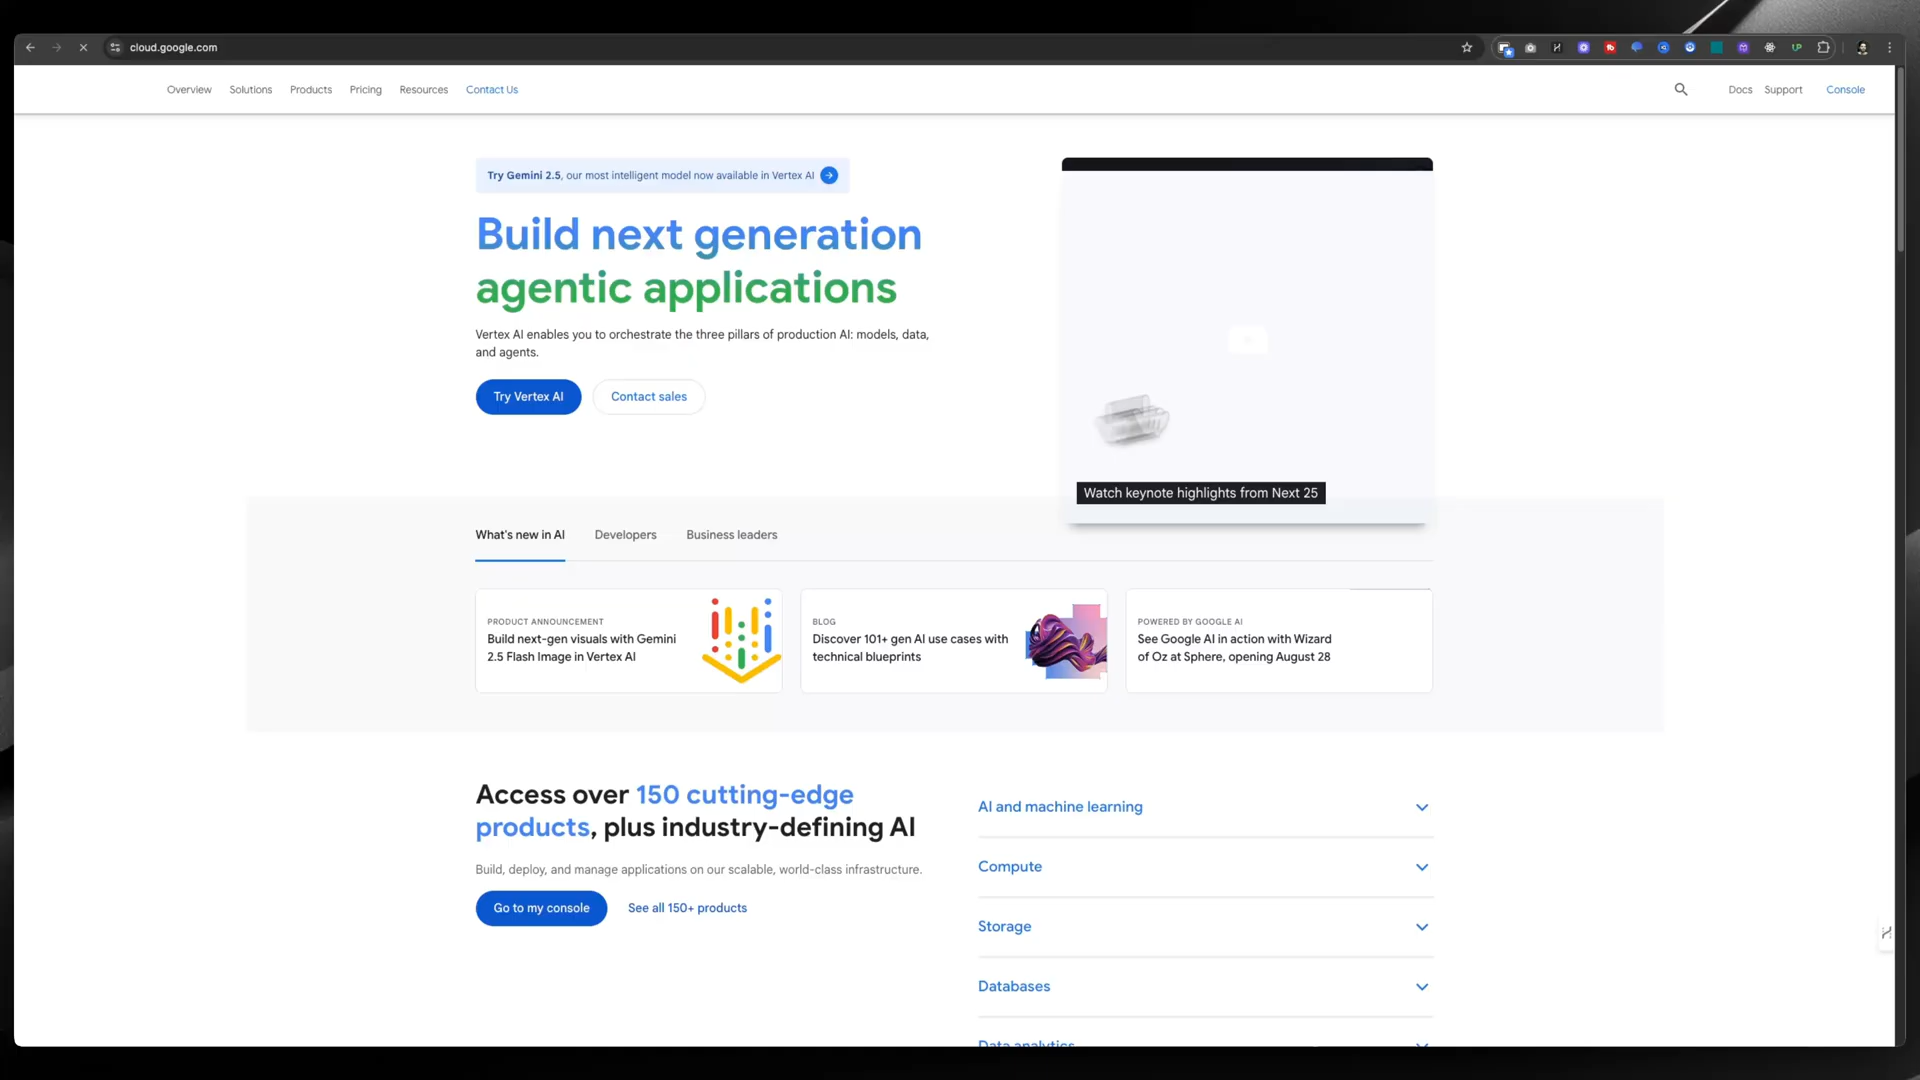 cloud.google.com
Overview Solutions Products Pricing Resources Contact Us Docs Support Console
Try Gemini 2.5, our most intelligent model now available in Vertex AI
Build next generation
agentic applications
Vertex AI enables you to orchestrate the three pillars of production AI: models, data,
and agents.
Try Vertex AI Contact sales
Watch keynote highlights from Next 25
What's new in AI Developers Business leaders
PRODUCT ANNOUNCEMENT
Build next-gen visuals with Gemini
2.5 Flash Image in Vertex AI
BLOG
Discover 101+ gen AI use cases with
technical blueprints
POWERED BY GOOGLE AI
See Google AI in action with Wizard
of Oz at Sphere, opening August 28
Access over 150 cutting-edge
products, plus industry-defining AI
Build, deploy, and manage applications on our scalable, world-class infrastructure.
Go to my console See all 150+ products
AI and machine learning
Compute
Storage
Databases
Data analytics